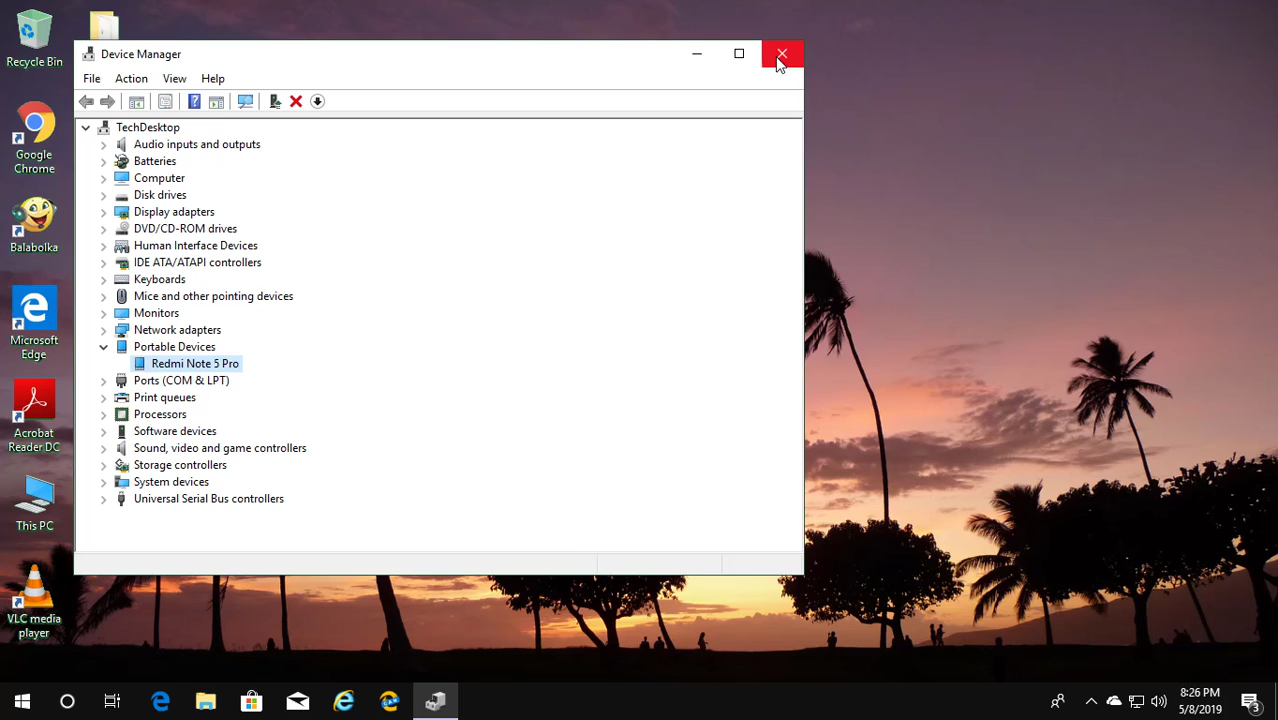 Recycle Bin
Google
Chrome
Balabolka
Microsoft
Edge
Acrobat
Reader DC
This PC
VLC media
player
Device Manager
File Action View Help
TechDesktop
Audio inputs and outputs
Batteries
Computer
Disk drives
Display adapters
DVD/CD-ROM drives
Human Interface Devices
IDE ATA/ATAPI controllers
Keyboards
Mice and other pointing devices
Monitors
Network adapters
Portable Devices
Redmi Note 5 Pro
Ports (COM & LPT)
Print queues
Processors
Software devices
Sound, video and game controllers
Storage controllers
System devices
Universal Serial Bus controllers
8:26 PM
5/8/2019
3